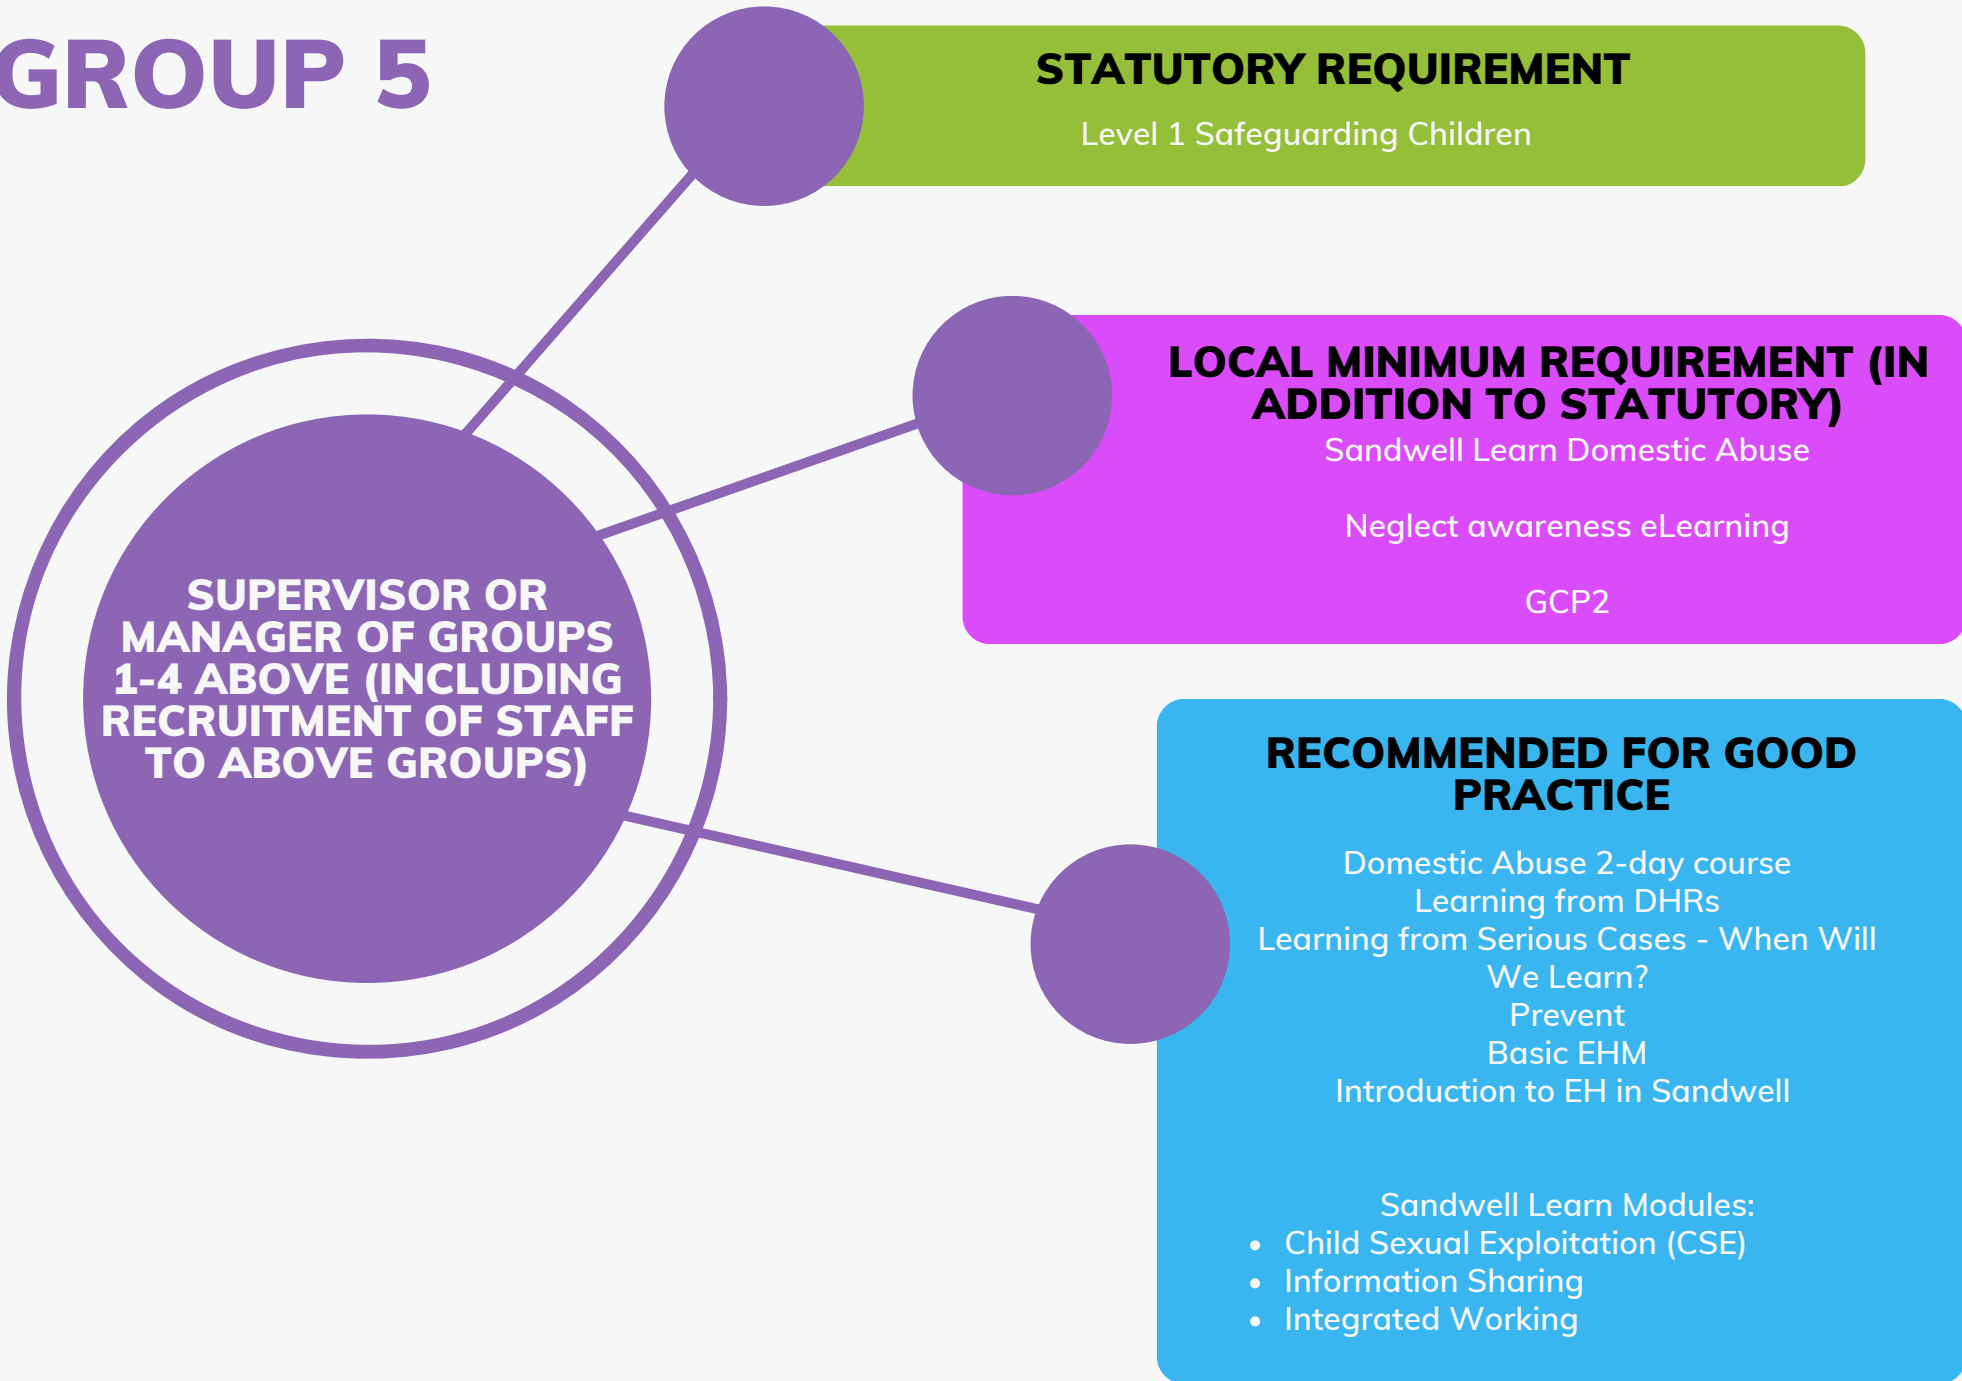 GROUP 5
STATUTORY REQUIREMENT
Level 1 Safeguarding Children
LOCAL MINIMUM REQUIREMENT (IN
ADDITION TO STATUTORY)
Sandwell Learn Domestic Abuse
Neglect awareness eLearning
GCP2
SUPERVISOR OR
MANAGER OF GROUPS
1-4 ABOVE (INCLUDING
RECRUITMENT OF STAFF
TO ABOVE GROUPS)
RECOMMENDED FOR GOOD
PRACTICE
Domestic Abuse 2-day course
Learning from DHRs
Learning from Serious Cases - When Will
We Learn?
Prevent
Basic EHM
Introduction to EH in Sandwell
Sandwell Learn Modules:
• Child Sexual Exploitation (CSE)
• Information Sharing
• Integrated Working